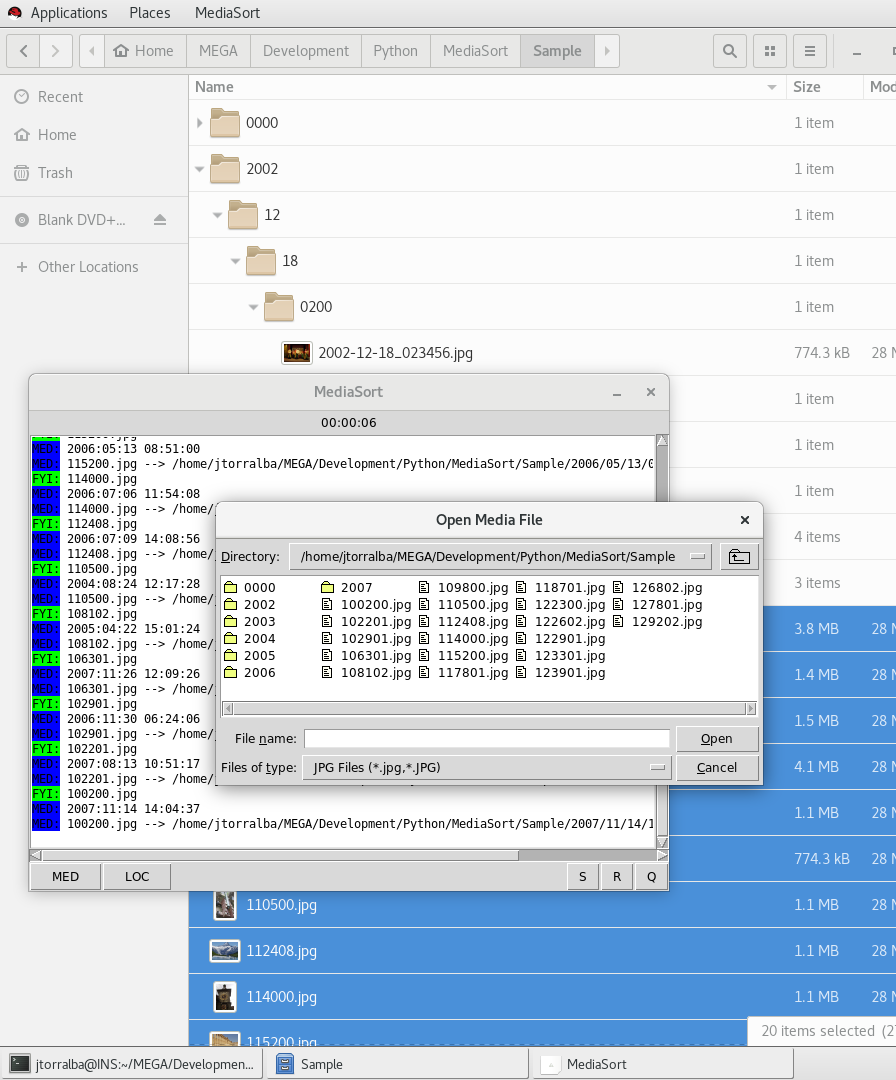 Applications Places MediaSort
Home MEGA Development Python MediaSort Sample
Name Size Mod
Recent
Home
Trash
Blank DVD+...
Other Locations
0000 1 item
2002 1 item
12 1 item
18 1 item
0200 1 item
2002-12-18_023456.jpg 774.3 kB 28
1 item
1 item
1 item
4 items
3 items
3.8 MB 28
1.4 MB 28
1.5 MB 28
4.1 MB 28
1.1 MB 28
774.3 kB 28
110500.jpg 1.1 MB 28
112408.jpg 1.1 MB 28
114000.jpg 1.1 MB 28
115200.jpg
20 items selected (2
MediaSort
00:00:06
MED: 2006:05:13 08:51:00
MED: 115200.jpg --> /home/jtorralba/MEGA/Development/Python/MediaSort/Sample/2006/05/13/0
FYI: 114000.jpg
MED: 2006:07:06 11:54:08
MED: 114000.jpg --> /home/
FYI: 112408.jpg
MED: 2006:07:09 14:08:56
MED: 112408.jpg --> /home/
FYI: 110500.jpg
MED: 2004:08:24 12:17:28
MED: 110500.jpg --> /home/
FYI: 108102.jpg
MED: 2005:04:22 15:01:24
MED: 108102.jpg --> /home/
FYI: 106301.jpg
MED: 2007:11:26 12:09:26
MED: 106301.jpg --> /home/
FYI: 102901.jpg
MED: 2006:11:30 06:24:06
MED: 102901.jpg --> /home/
FYI: 102201.jpg
MED: 2007:08:13 10:51:17
MED: 102201.jpg --> /home/
FYI: 100200.jpg
MED: 2007:11:14 14:04:37
MED: 100200.jpg --> /home/jtorralba/MEGA/Development/Python/MediaSort/Sample/2007/11/14/1
MED LOC S R Q
Open Media File
Directory: /home/jtorralba/MEGA/Development/Python/MediaSort/Sample
0000 2007 109800.jpg 118701.jpg 126802.jpg
2002 100200.jpg 110500.jpg 122300.jpg 127801.jpg
2003 102201.jpg 112408.jpg 122602.jpg 129202.jpg
2004 102901.jpg 114000.jpg 122901.jpg
2005 106301.jpg 115200.jpg 123301.jpg
2006 108102.jpg 117801.jpg 123901.jpg
File name: Open
Files of type: JPG Files (*.jpg,*.JPG) Cancel
jtorralba@INS:~/MEGA/Developmen... Sample MediaSort